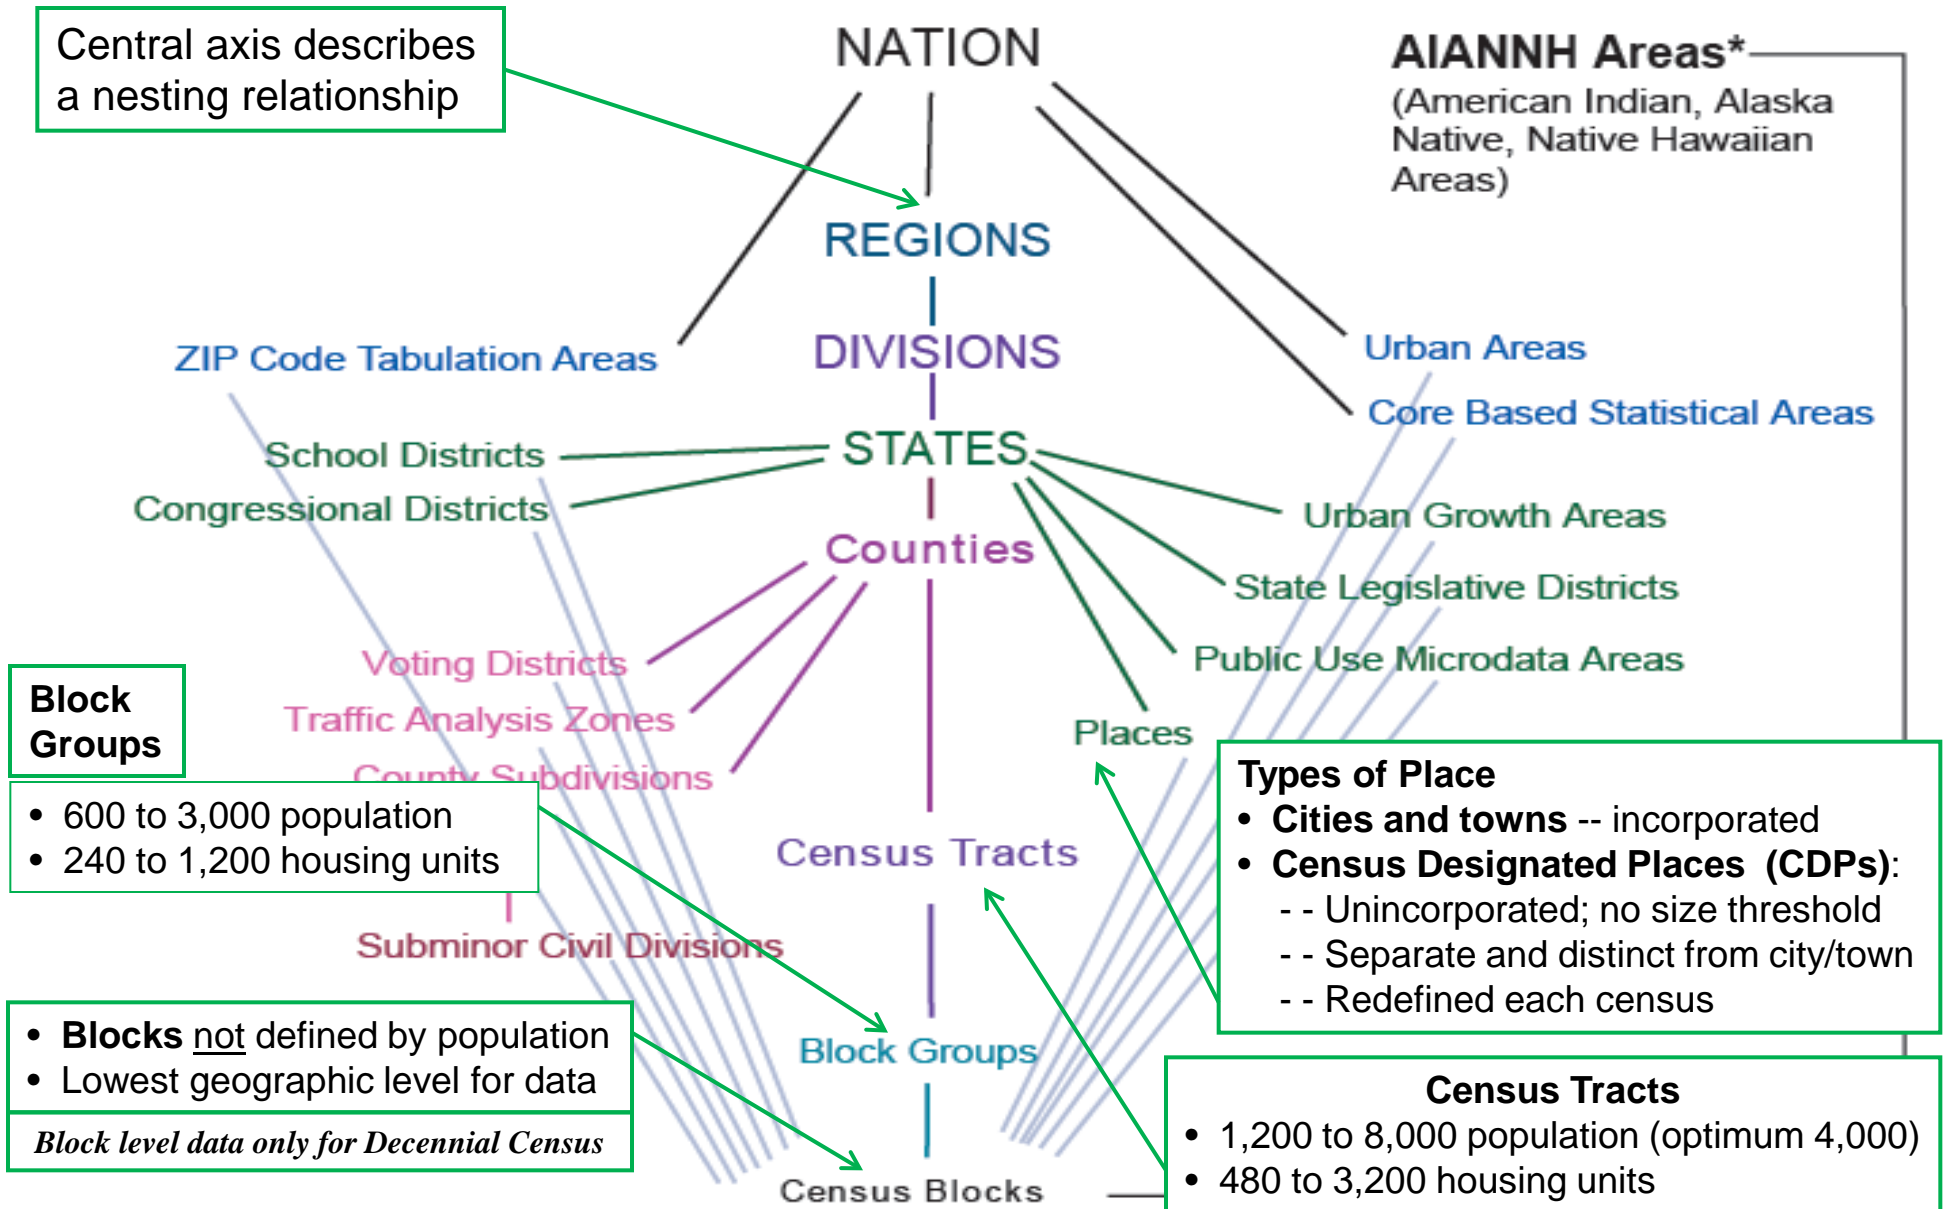 Central axis describes
a nesting relationship
NATION
AIANNH Areas*
(American Indian, Alaska
Native, Native Hawaiian
Areas)
REGIONS
ZIP Code Tabulation Areas
DIVISIONS
Urban Areas
Core Based Statistical Areas
School Districts
STATES
Congressional Districts
Urban Growth Areas
Counties
State Legislative Districts
Voting Districts
Public Use Microdata Areas
Traffic Analysis Zones
Places
County Subdivisions
Block
Groups
• 600 to 3,000 population
• 240 to 1,200 housing units
Types of Place
• Cities and towns -- incorporated
• Census Designated Places (CDPs):
- - Unincorporated; no size threshold
- - Separate and distinct from city/town
- - Redefined each census
Census Tracts
Subminor Civil Divisions
• Blocks not defined by population
• Lowest geographic level for data
Block level data only for Decennial Census
Block Groups
Census Tracts
• 1,200 to 8,000 population (optimum 4,000)
• 480 to 3,200 housing units
Census Blocks